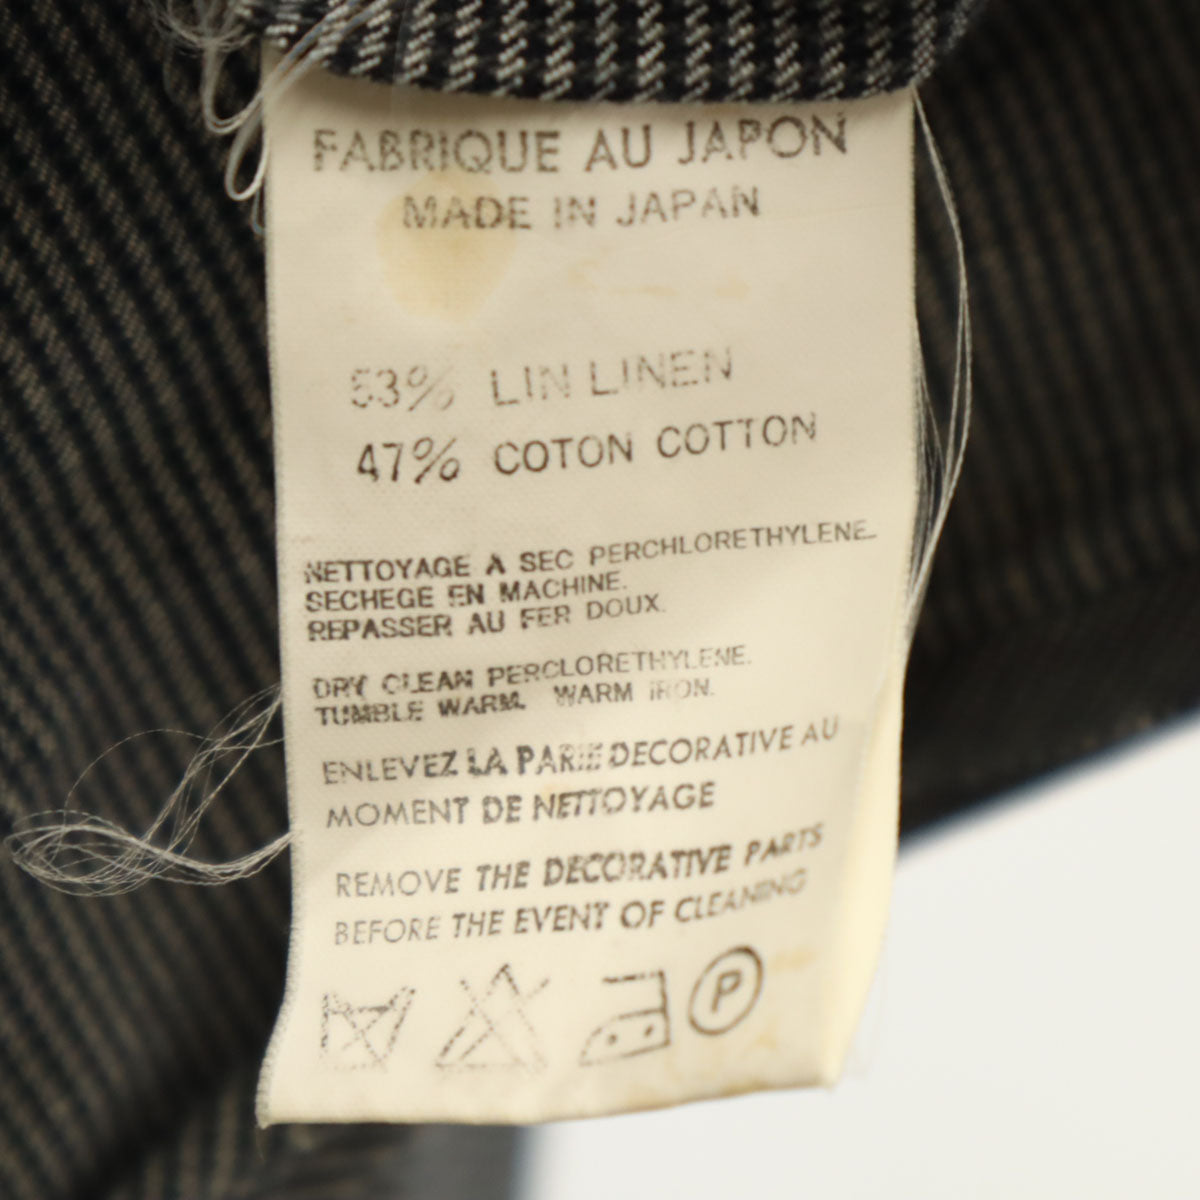 FABRIQUE AU JAPON
MADE IN JAPAN
53% LIN LINEN
47% COTON COTTON
NETTOYAGE A SEC PERCHLORETHYLENE.
SECHEGE EN MACHINE.
REPASSER AU FER DOUX.
DRY CLEAN PERCLORETHYLENE.
TUMBLE WARM. WARM IRON.
ENLEVEZ LA PARIE DECORATIVE AU
MOMENT DE NETTOYAGE
REMOVE THE DECORATIVE PARTS
BEFORE THE EVENT OF CLEANING
P